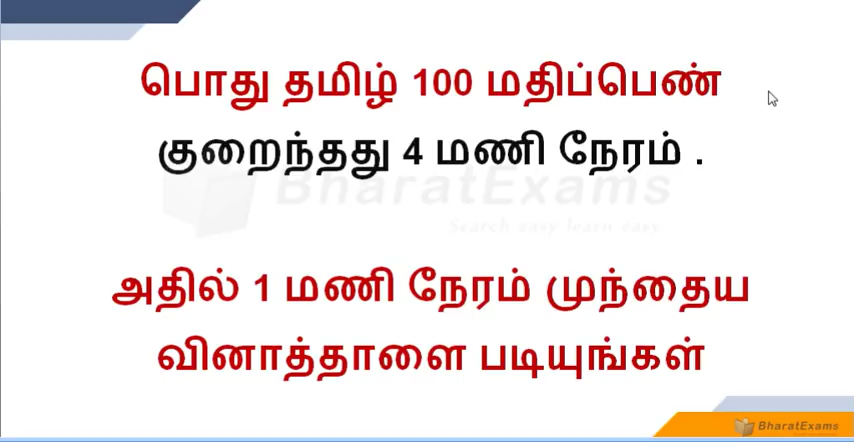 பொது தமிழ் 100 மதிப்பெண்
குறைந்தது 4 மணி நேரம் .
BharatExams
Search easy learn easy
அதில் 1 மணி நேரம் முந்தைய
வினாத்தாளை படியுங்கள்
BharatExams